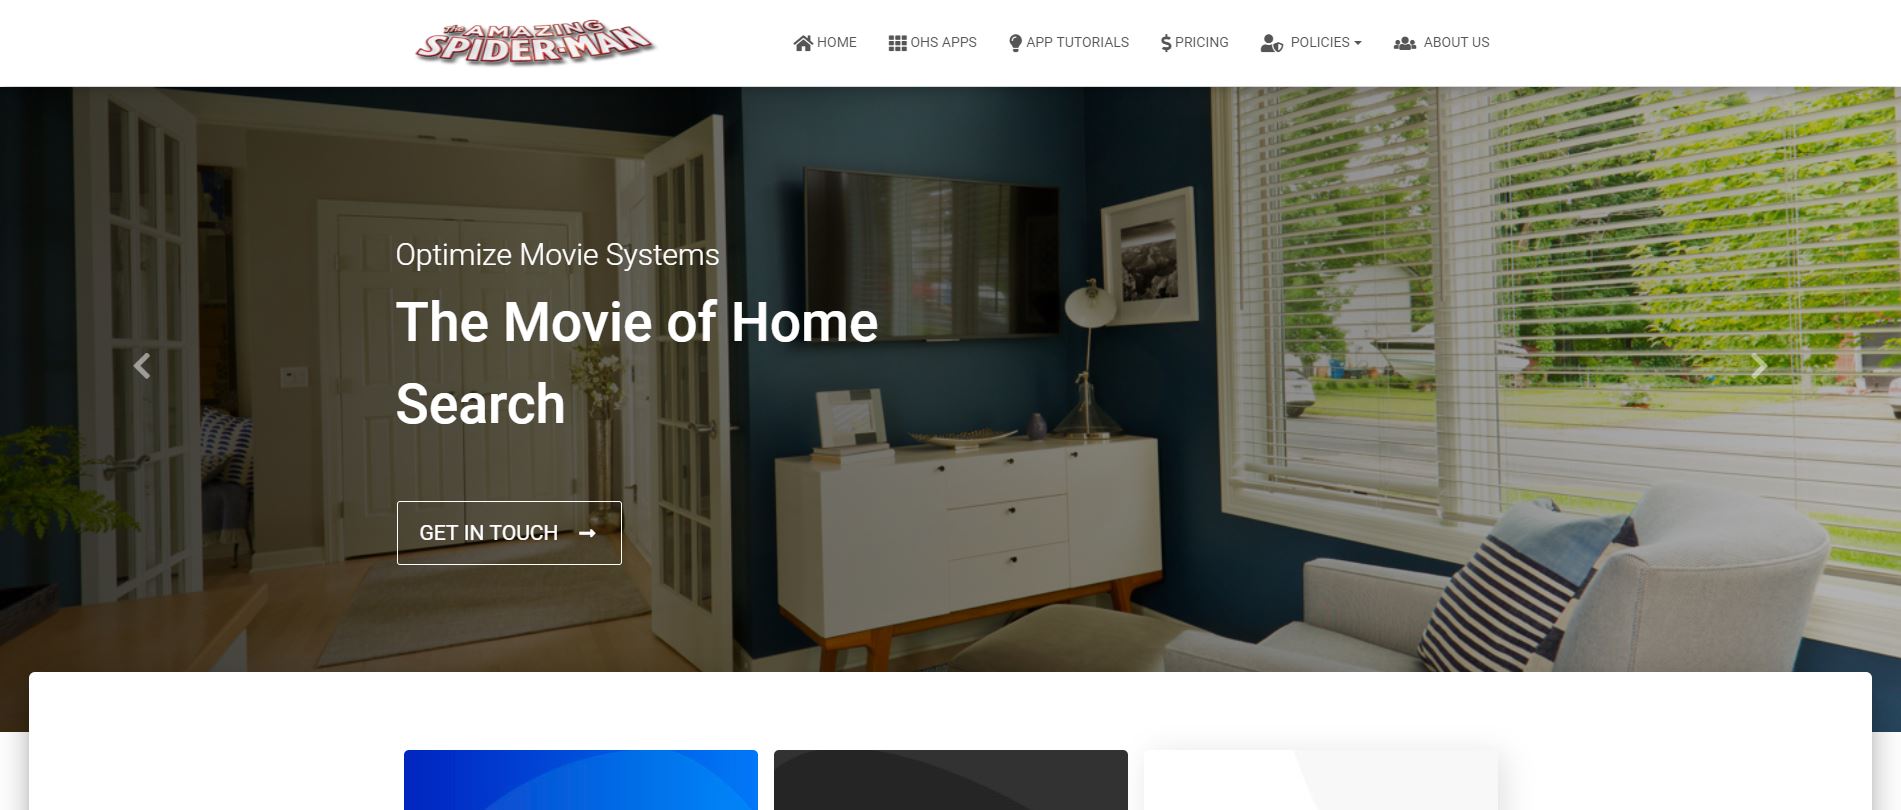 The AMAZING
SPIDER-MAN
HOME
OHS APPS
APP TUTORIALS
PRICING
POLICIES
ABOUT US
Optimize Movie Systems
The Movie of Home
Search
GET IN TOUCH